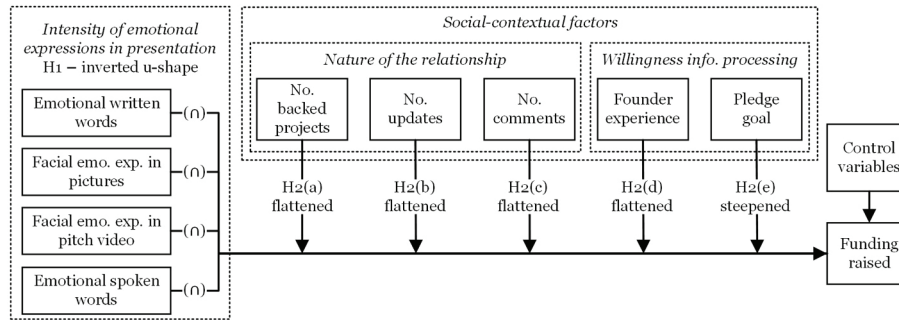 Intensity of emotional
expressions in presentation
H1 – inverted u-shape
Emotional written
words
(∩)
Facial emo. exp. in
pictures
(∩)
Facial emo. exp. in
pitch video
(∩)
Emotional spoken
words
(∩)
Social-contextual factors
Nature of the relationship
No.
backed
projects
No.
updates
No.
comments
Willingness info. processing
Founder
experience
Pledge
goal
H2(a)
flattened
H2(b)
flattened
H2(c)
flattened
H2(d)
flattened
H2(e)
steepened
Control
variables
Funding
raised